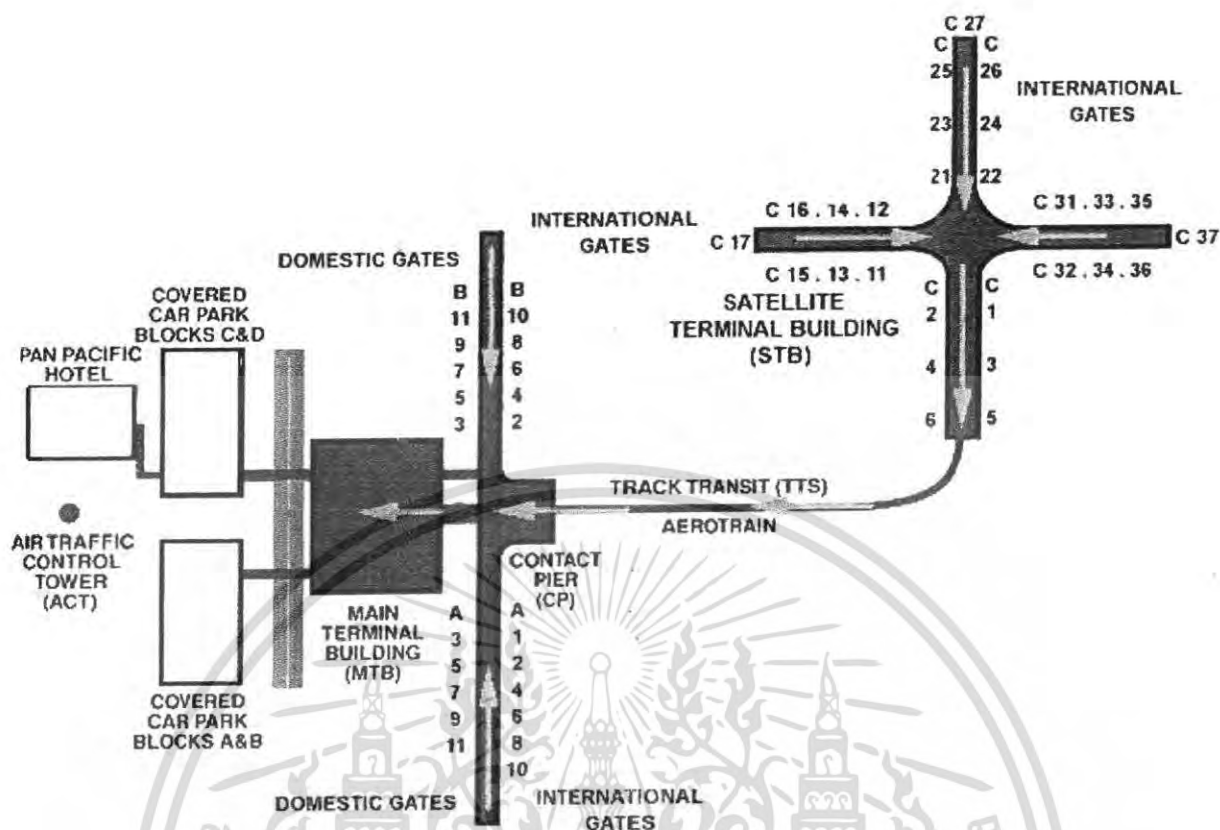 C 27
C C
25 26
INTERNATIONAL
GATES
23 24
21 22
C 16 . 14 . 12
C 31 . 33 . 35
C 17
C 37
C 15 . 13 . 11
C 32 . 34 . 36
SATELLITE
TERMINAL BUILDING
(STB)
C C
2 1
4 3
6 5
INTERNATIONAL
GATES
DOMESTIC GATES
B B
11 10
9 8
7 6
5 4
3 2
COVERED
CAR PARK
BLOCKS C&D
PAN PACIFIC
HOTEL
TRACK TRANSIT (TTS)
AEROTRAIN
AIR TRAFFIC
CONTROL
TOWER
(ACT)
CONTACT
PIER
(CP)
MAIN
TERMINAL
BUILDING
(MTB)
A A
3 1
5 2
7 4
9 6
11 8
10
COVERED
CAR PARK
BLOCKS A&B
DOMESTIC GATES
INTERNATIONAL
GATES